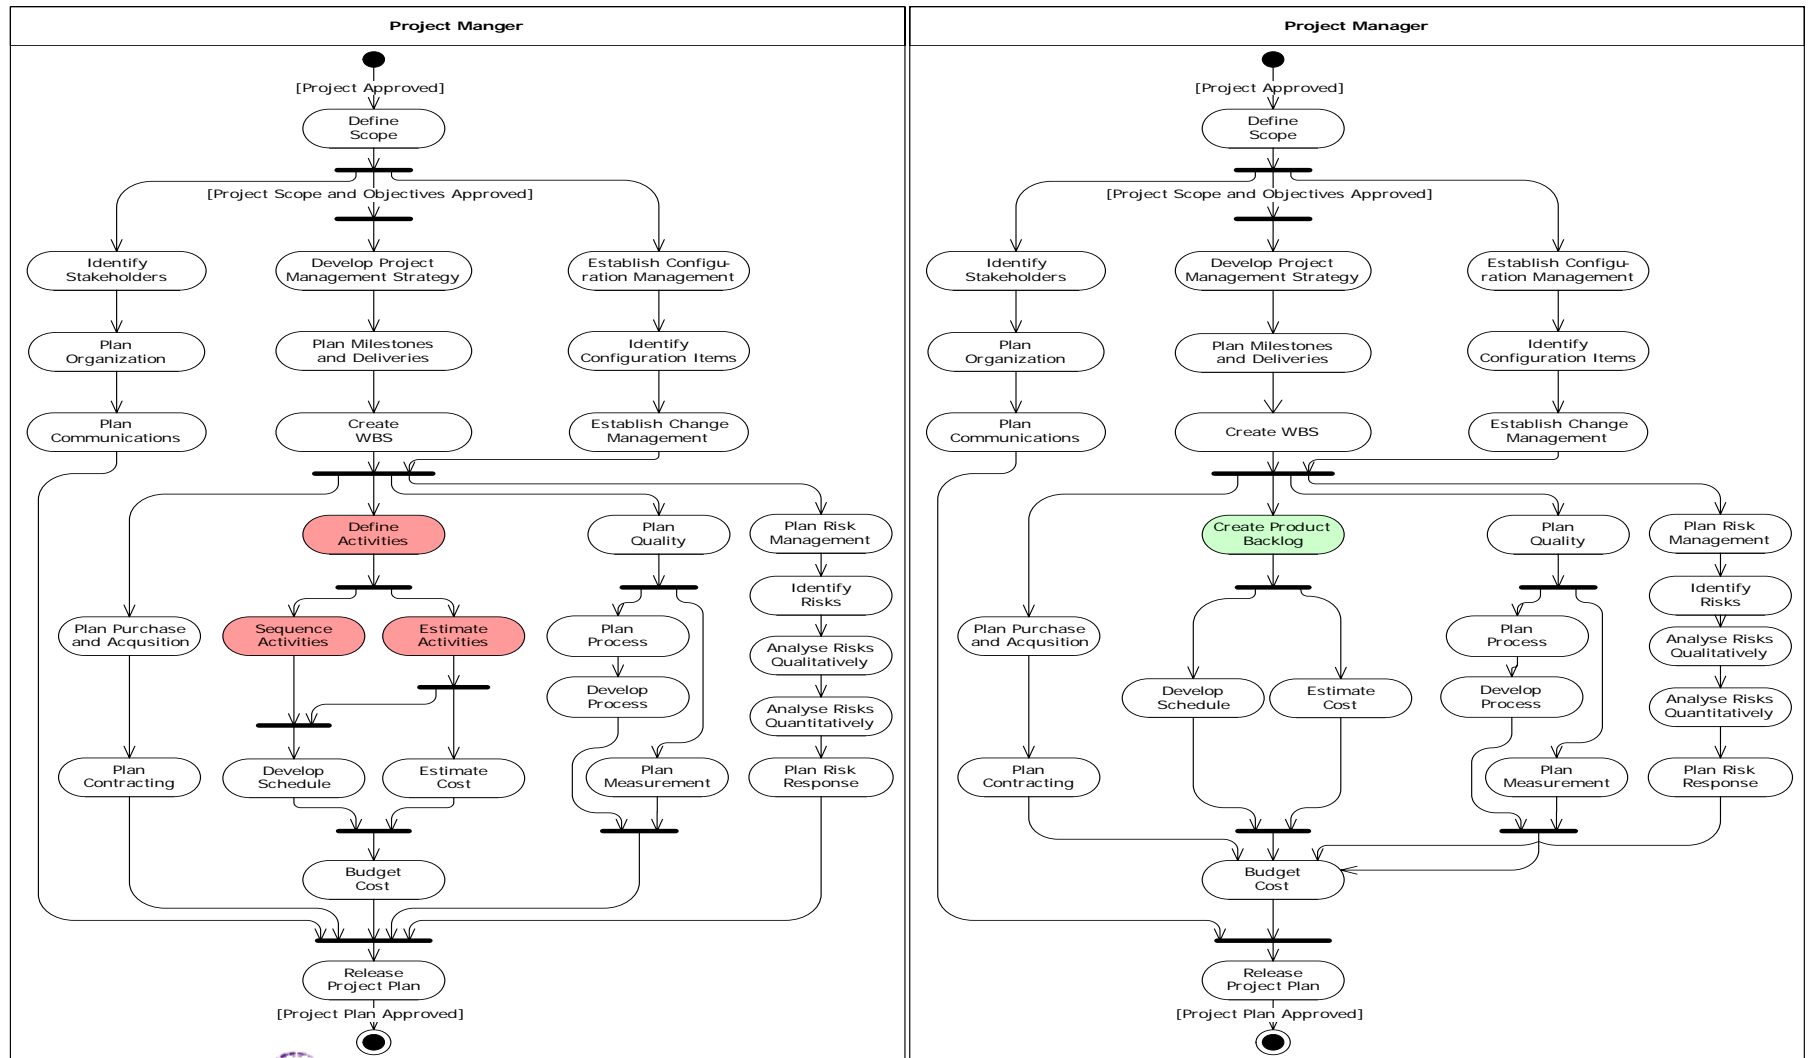 Project Manger
[Project Approved]
Define
Scope
[Project Scope and Objectives Approved]
Identify
Stakeholders
Develop Project
Management Strategy
Establish Configu-
ration Management
Plan
Organization
Plan Milestones
and Deliveries
Identify
Configuration Items
Plan
Communications
Create
WBS
Establish Change
Management
Define
Activities
Plan
Quality
Plan Risk
Management
Identify
Risks
Plan Purchase
and Acqusition
Sequence
Activities
Estimate
Activities
Plan
Process
Analyse Risks
Qualitatively
Develop
Process
Analyse Risks
Quantitatively
Plan
Contracting
Develop
Schedule
Estimate
Cost
Plan
Measurement
Plan Risk
Response
Budget
Cost
Release
Project Plan
[Project Plan Approved]
Project Manager
[Project Approved]
Define
Scope
[Project Scope and Objectives Approved]
Identify
Stakeholders
Develop Project
Management Strategy
Establish Configu-
ration Management
Plan
Organization
Plan Milestones
and Deliveries
Identify
Configuration Items
Plan
Communications
Create WBS
Establish Change
Management
Create Product
Backlog
Plan
Quality
Plan Risk
Management
Identify
Risks
Plan Purchase
and Acqusition
Plan
Process
Analyse Risks
Qualitatively
Develop
Schedule
Estimate
Cost
Develop
Process
Analyse Risks
Quantitatively
Plan
Contracting
Plan
Measurement
Plan Risk
Response
Budget
Cost
Release
Project Plan
[Project Plan Approved]